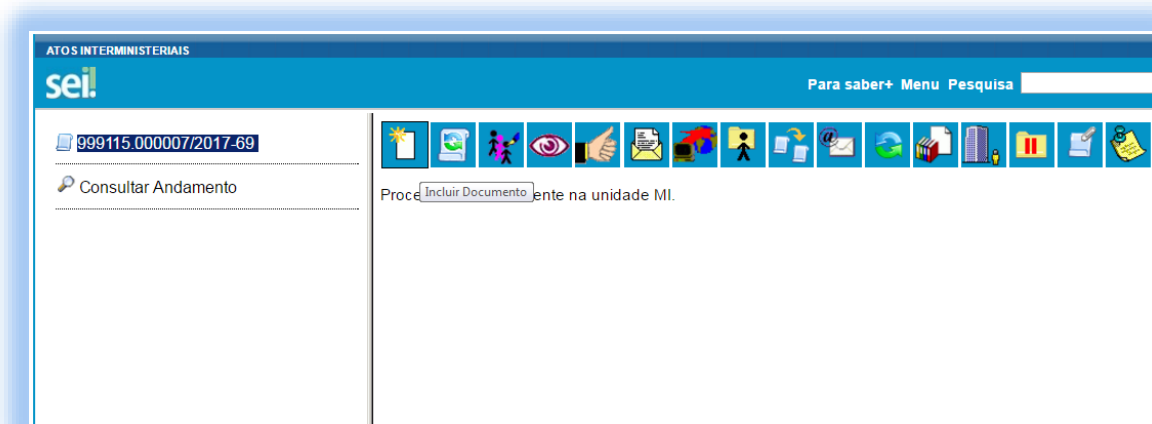 ATOS INTERMINISTERIAIS
sei!
Para saber+ Menu Pesquisa
999115.000007/2017-69
Consultar Andamento
Incluir Documento
Proce ente na unidade MI.